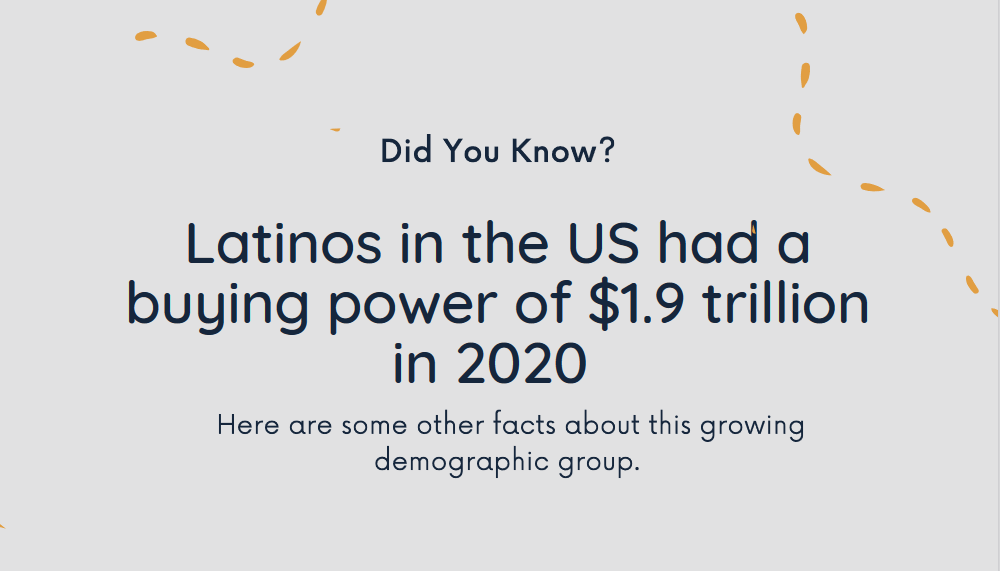 Did You Know?
Latinos in the US had a
buying power of $1.9 trillion
in 2020
Here are some other facts about this growing
demographic group.